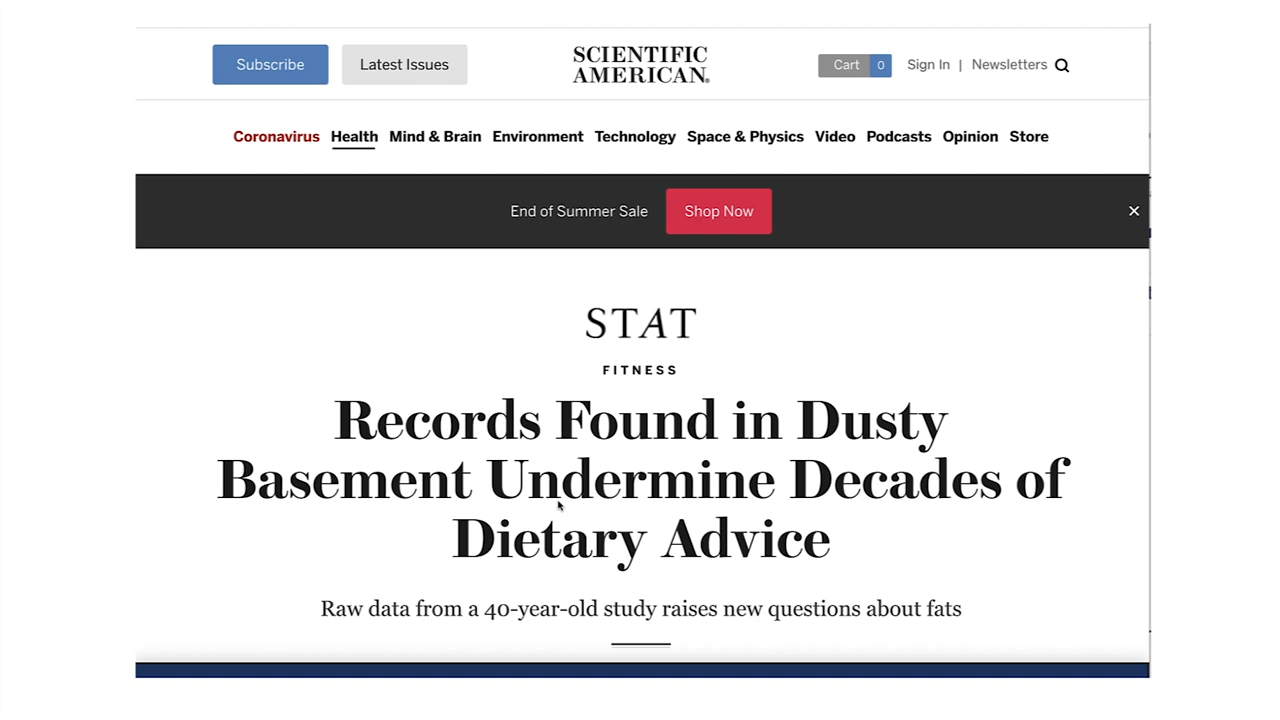 Subscribe Latest Issues SCIENTIFIC AMERICAN® Cart 0 Sign In | Newsletters
Coronavirus Health Mind & Brain Environment Technology Space & Physics Video Podcasts Opinion Store
End of Summer Sale Shop Now ×
STAT
FITNESS
Records Found in Dusty
Basement Undermine Decades of
Dietary Advice
Raw data from a 40-year-old study raises new questions about fats